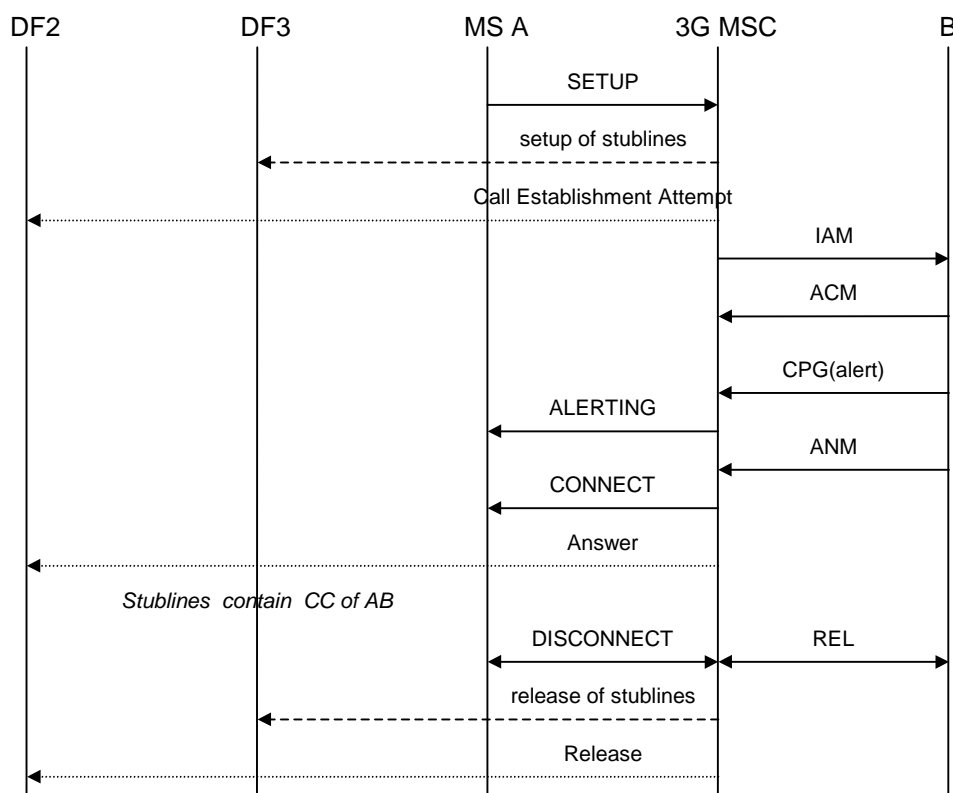 DF2 DF3 MS A 3G MSC B
SETUP
setup of stublines
Call Establishment Attempt
IAM
ACM
CPG(alert)
ALERTING
ANM
CONNECT
Answer
Stublines contain CC of AB
DISCONNECT REL
release of stublines
Release